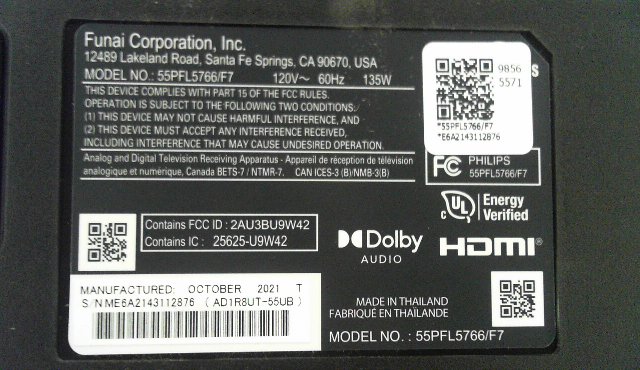 Funai Corporation, Inc.
12489 Lakeland Road, Santa Fe Springs, CA 90670, USA
MODEL NO.: 55PFL5766/F7 120V~ 60Hz 135W
THIS DEVICE COMPLIES WITH PART 15 OF THE FCC RULES.
OPERATION IS SUBJECT TO THE FOLLOWING TWO CONDITIONS:
(1) THIS DEVICE MAY NOT CAUSE HARMFUL INTERFERENCE, AND
(2) THIS DEVICE MUST ACCEPT ANY INTERFERENCE RECEIVED,
INCLUDING INTERFERENCE THAT MAY CAUSE UNDESIRED OPERATION.
Analog and Digital Television Receiving Apparatus - Appareil de réception de télévision
analogique et numérique, Canada BETS-7 / NTMR-7. CAN ICES-3 (B)/NMB-3(B)
9856
5571
S
*55PFL5766/F7
*E6A2143112876
FC PHILIPS
55PFL5766/F7
c UL Energy
Verified
Contains FCC ID : 2AU3BU9W42
Contains IC : 25625-U9W42
Dolby
AUDIO
HDMI®
MANUFACTURED: OCTOBER 2021 T
S/N ME6A2143112876 (AD1R8UT-55UB)
MADE IN THAILAND
FABRIQUÉ EN THAÏLANDE
MODEL NO. : 55PFL5766/F7